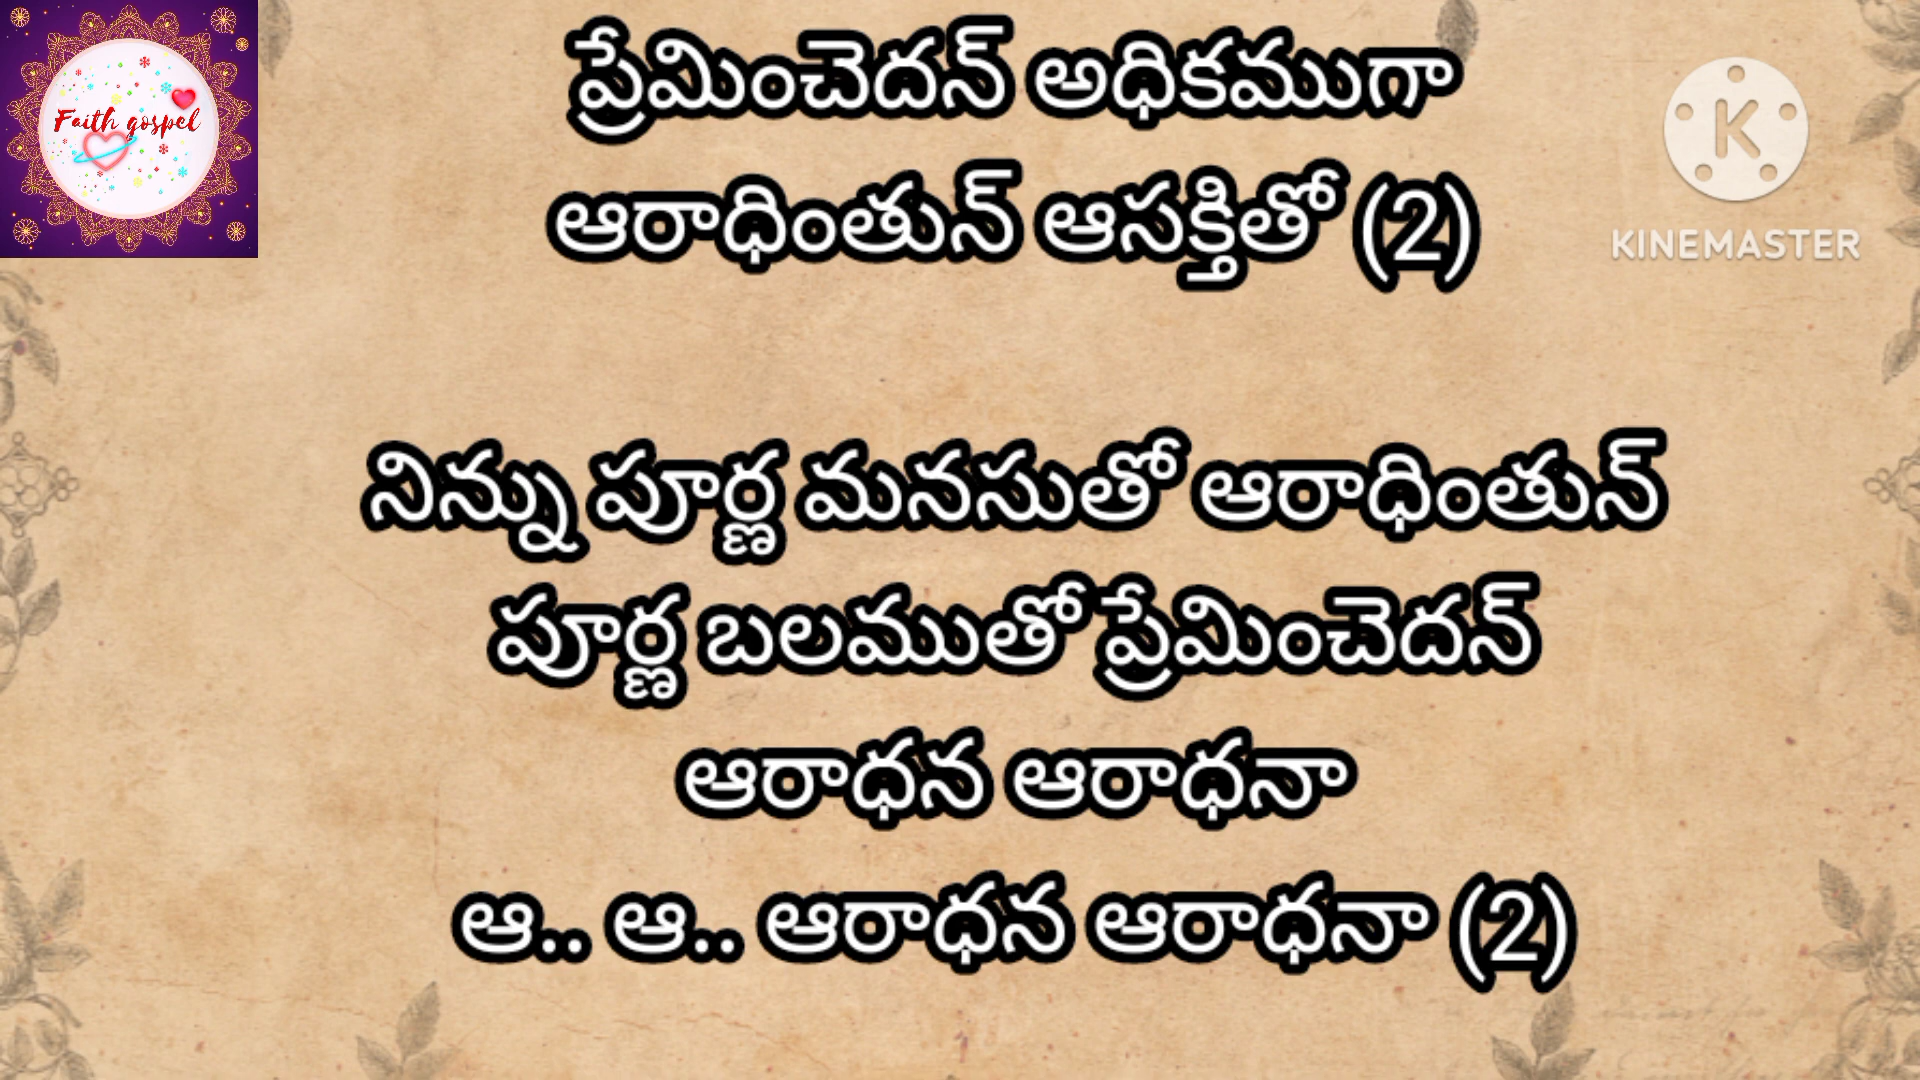 Faith gospel
ప్రేమించెదన్ అధికముగా
ఆరాధింతున్ ఆసక్తితో (2)
నిన్ను పూర్ణ మనసుతో ఆరాధింతున్
పూర్ణ బలముతో ప్రేమించెదన్
ఆరాధన ఆరాధనా
ఆ.. ఆ.. ఆరాధన ఆరాధనా (2)
K
KINEMASTER